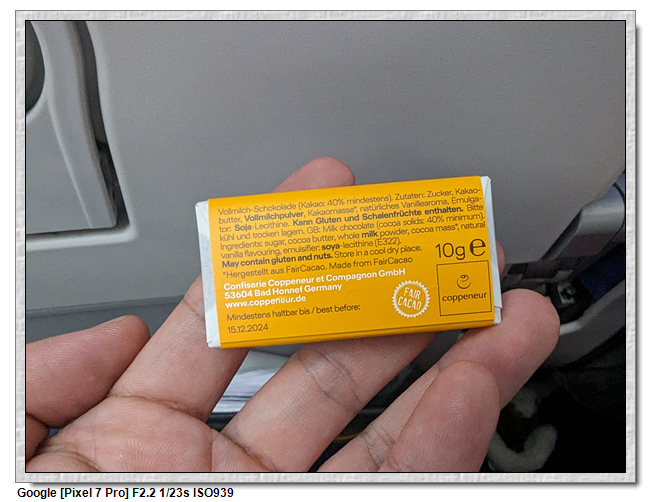 Vollmilch-Schokolade (Kakao: 40% mindestens). Zutaten: Zucker, Kakao-
butter, Vollmilchpulver, Kakaomasse*, natürliches Vanillearoma, Emulga-
tor: Soja-Lecithine. Kann Gluten und Schalenfrüchte enthalten. Bitte
kühl und trocken lagern. GB: Milk chocolate (cocoa solids: 40% minimum).
Ingredients: sugar, cocoa butter, whole milk powder, cocoa mass*, natural
vanilla flavouring, emulsifier: soya-lecithine (E322).
May contain gluten and nuts. Store in a cool dry place.
*Hergestellt aus FairCacao. Made from FairCacao
Confiserie Coppeneur et Compagnon GmbH
53604 Bad Honnef Germany
www.coppeneur.de
Mindestens haltbar bis / best before:
15.12.2024
10g ℮
FAIR
CACAO
coppeneur
Google [Pixel 7 Pro] F2.2 1/23s ISO939